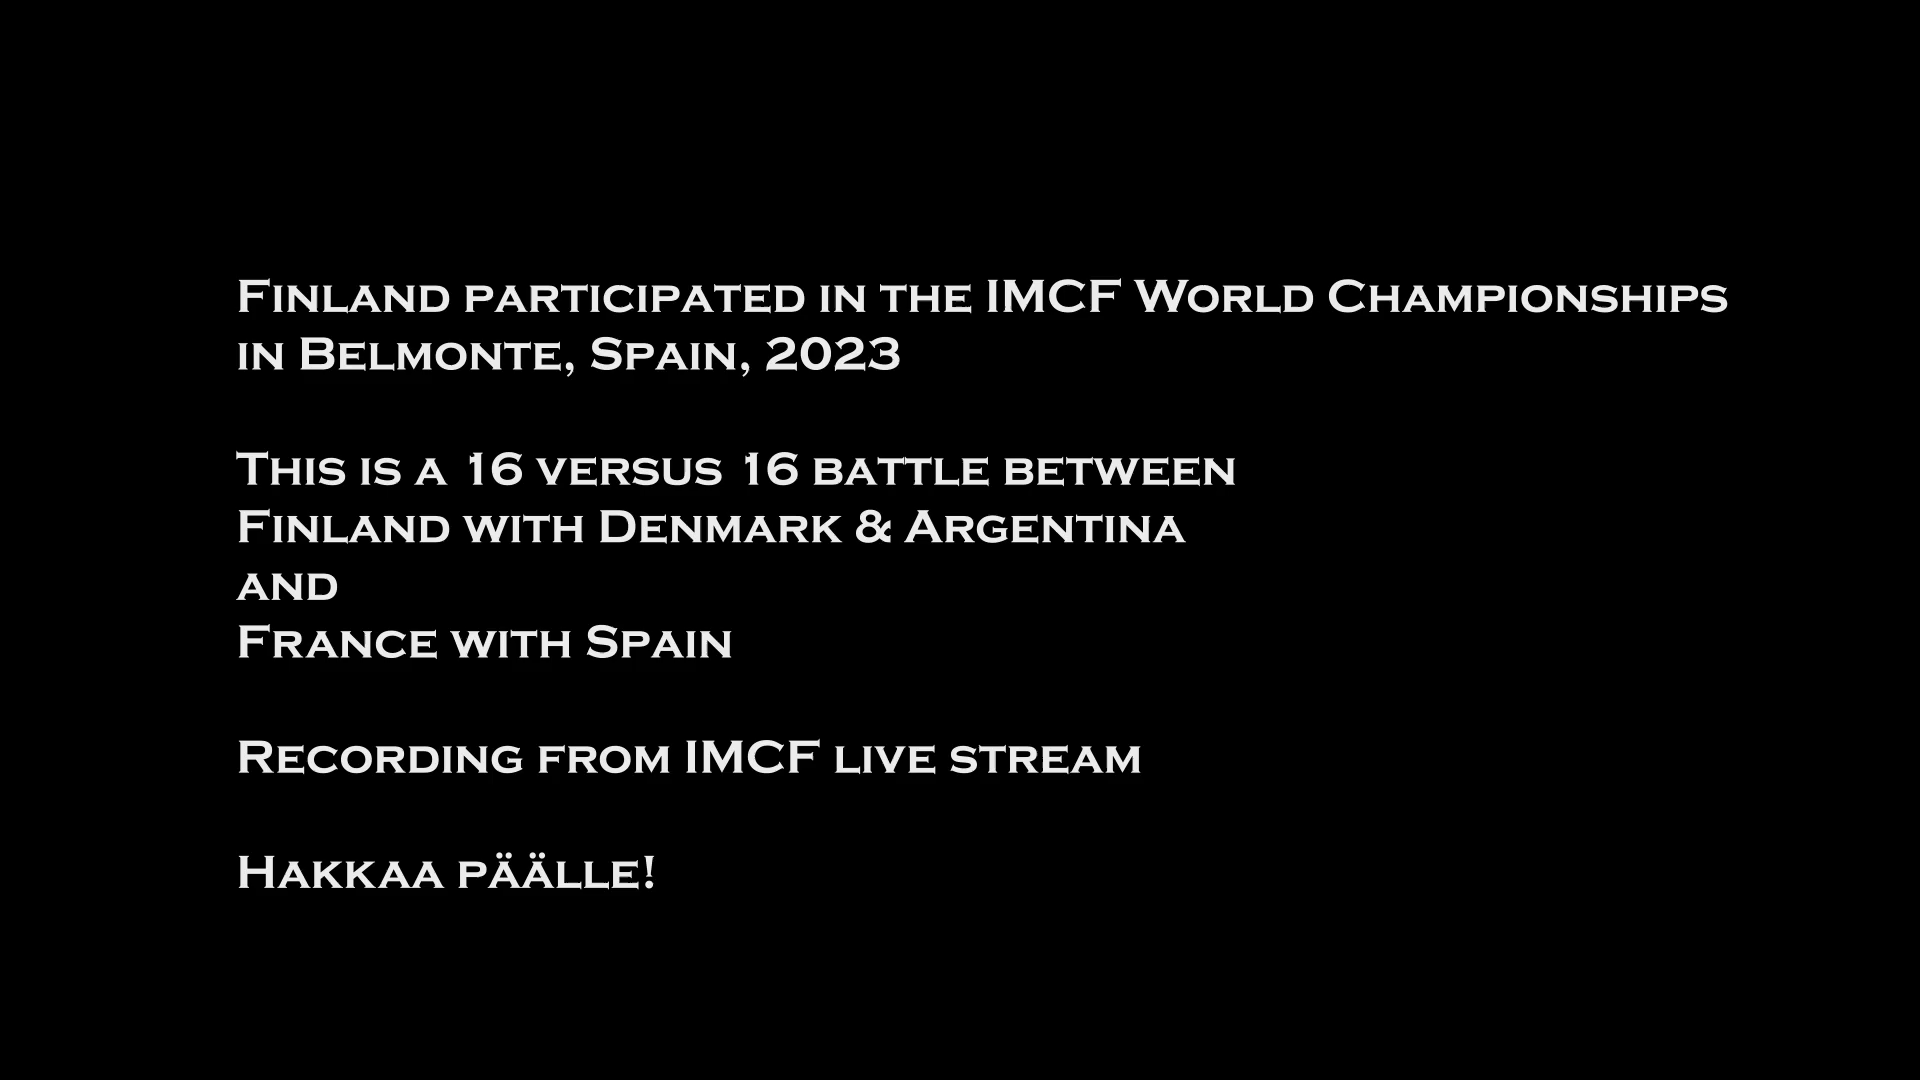 Finland participated in the IMCF World Championships
in Belmonte, Spain, 2023
This is a 16 versus 16 battle between
Finland with Denmark & Argentina
and
France with Spain
Recording from IMCF live stream
Hakkaa päälle!